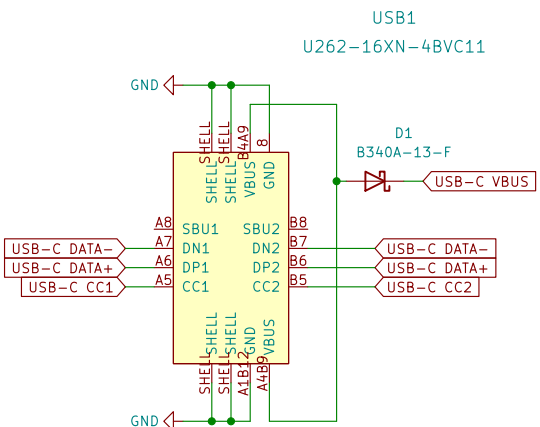 USB1
U262-16XN-4BVC11
GND
SHELL
SHELL
B4A9
8
SHELL
SHELL
VBUS
GND
D1
B340A-13-F
USB-C VBUS
A8
SBU1
SBU2
B8
USB-C DATA-
A7
DN1
DN2
B7
USB-C DATA-
USB-C DATA+
A6
DP1
DP2
B6
USB-C DATA+
USB-C CC1
A5
CC1
CC2
B5
USB-C CC2
SHELL
SHELL
GND
VBUS
SHELL
SHELL
A1B12
A4B9
GND